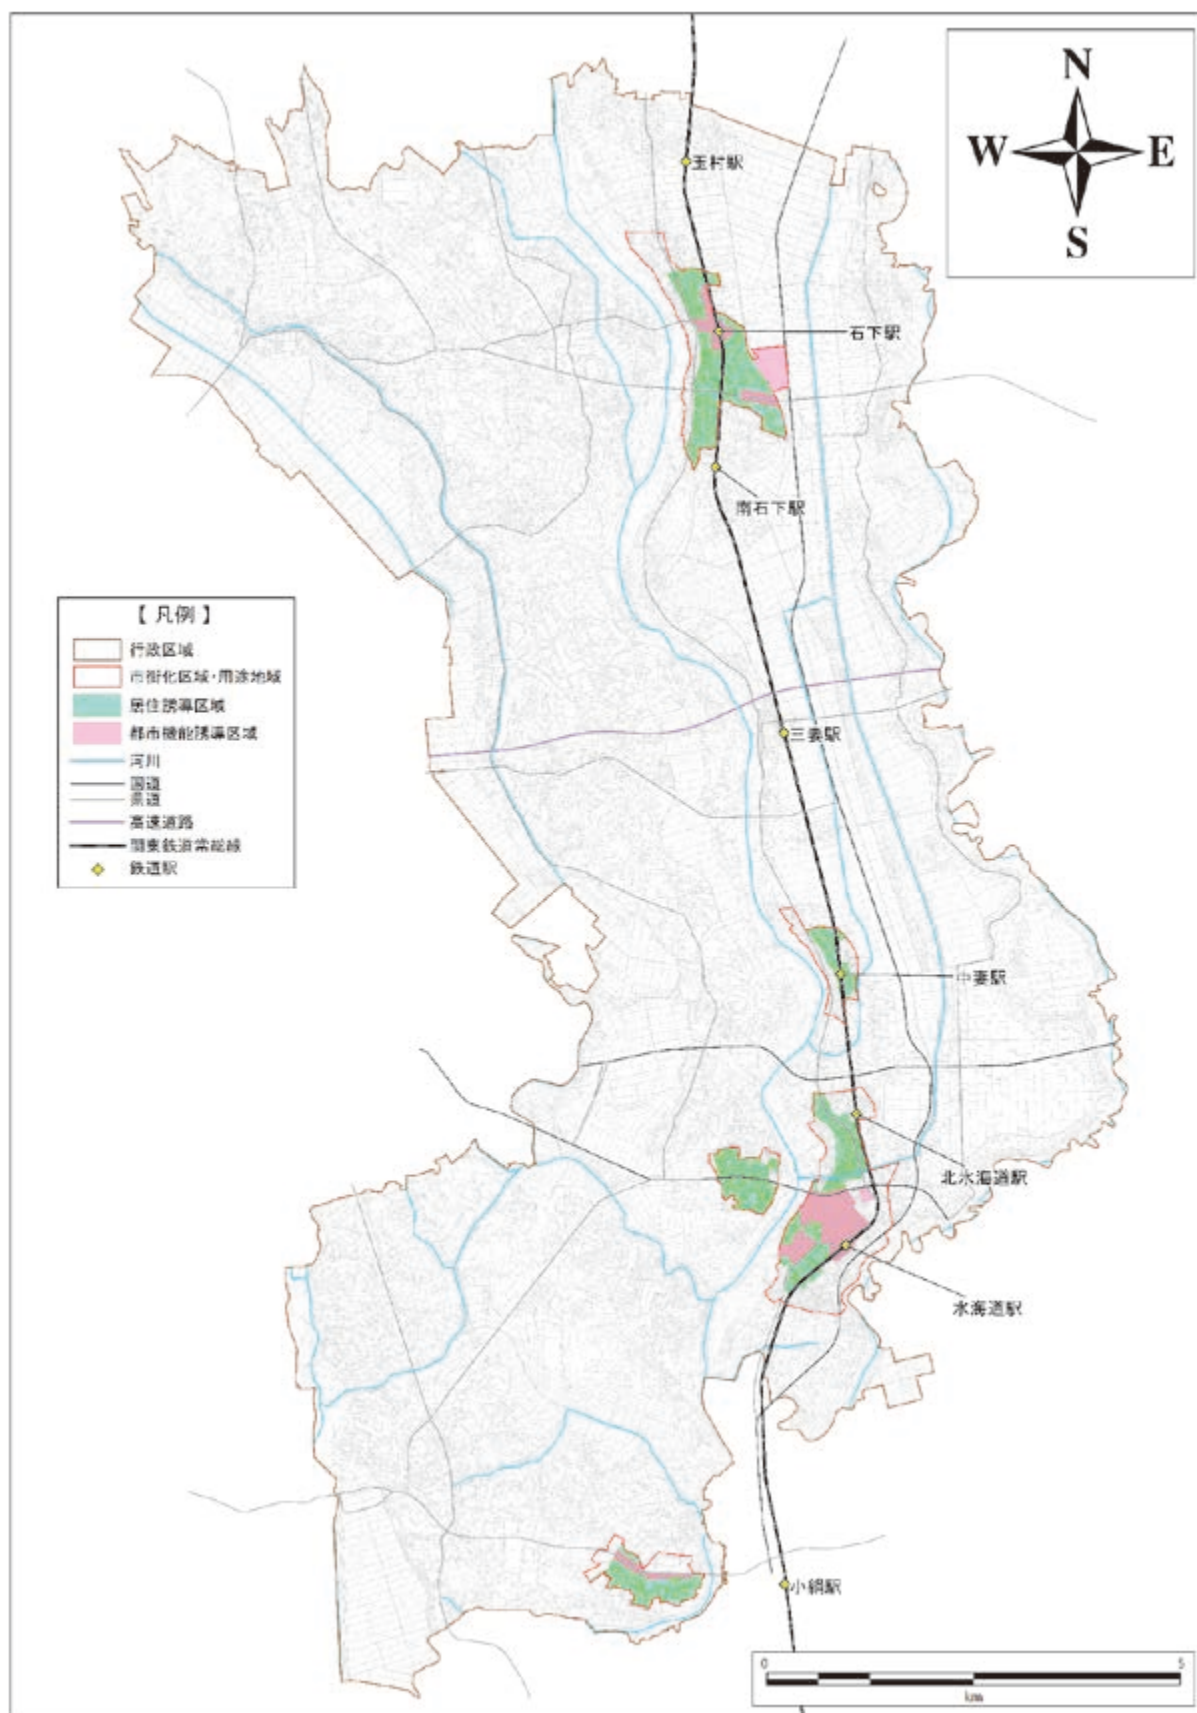 N
W E
S
玉村駅
石下駅
南石下駅
【 凡例 】
行政区域
市街化区域・用途地域
居住誘導区域
都市機能誘導区域
河川
国道
県道
高速道路
関東鉄道常総線
鉄道駅
三妻駅
中妻駅
北水海道駅
水海道駅
小絹駅
0 5
km